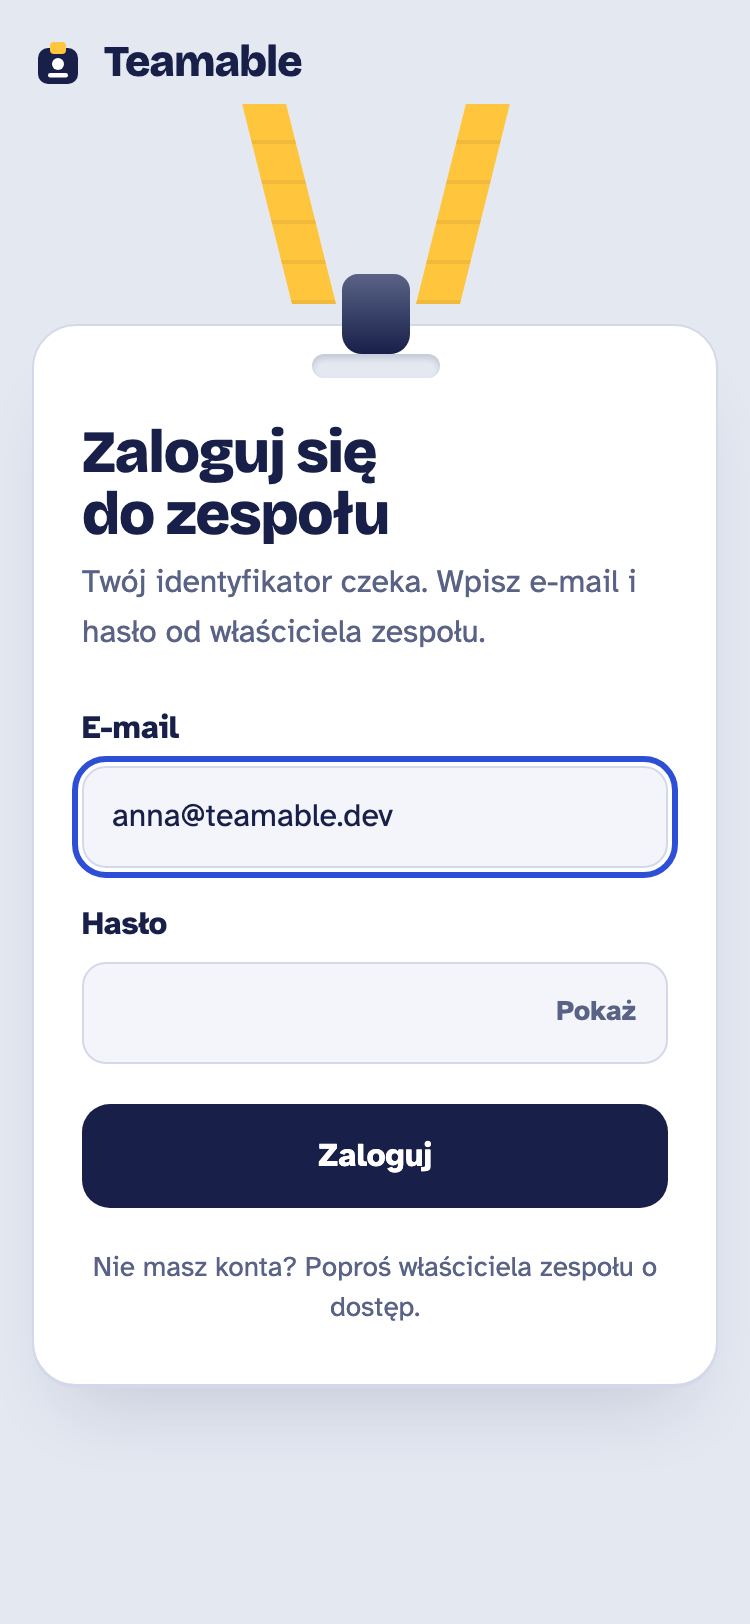 Teamable
Zaloguj się
do zespołu
Twój identyfikator czeka. Wpisz e-mail i
hasło od właściciela zespołu.
E-mail
anna@teamable.dev
Hasło
Pokaż
Zaloguj
Nie masz konta? Poproś właściciela zespołu o
dostęp.